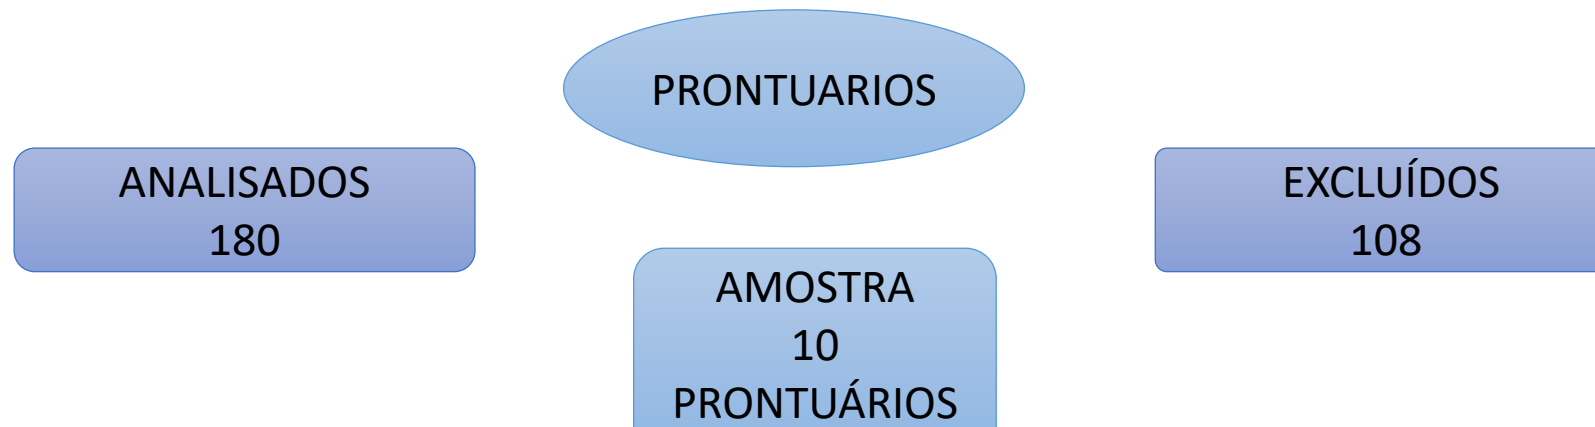 PRONTUARIOS
ANALISADOS
180
EXCLUÍDOS
108
AMOSTRA
10
PRONTUÁRIOS